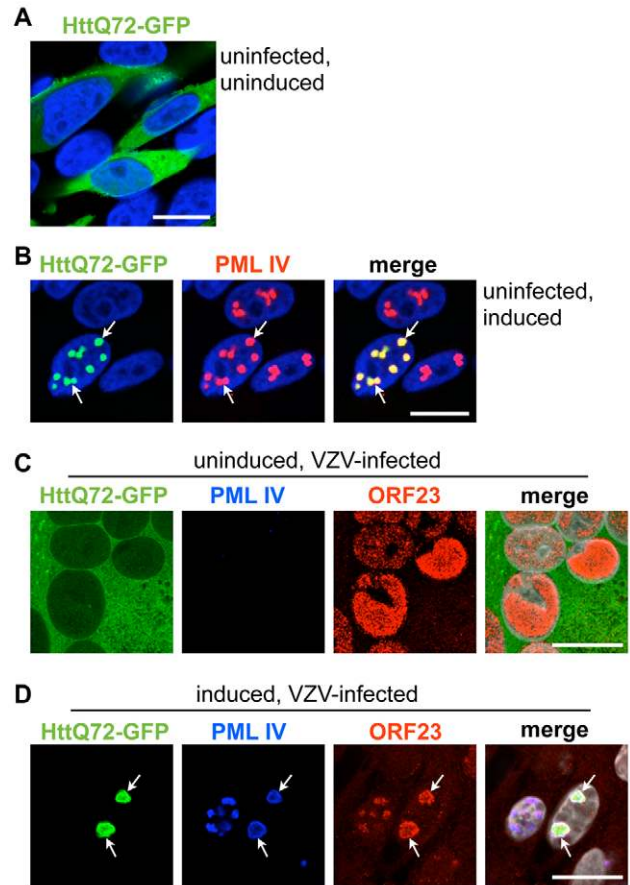 A
HttQ72-GFP
uninfected,
uninduced
B
HttQ72-GFP PML IV merge
uninfected,
induced
C
uninduced, VZV-infected
HttQ72-GFP PML IV ORF23 merge
D
induced, VZV-infected
HttQ72-GFP PML IV ORF23 merge